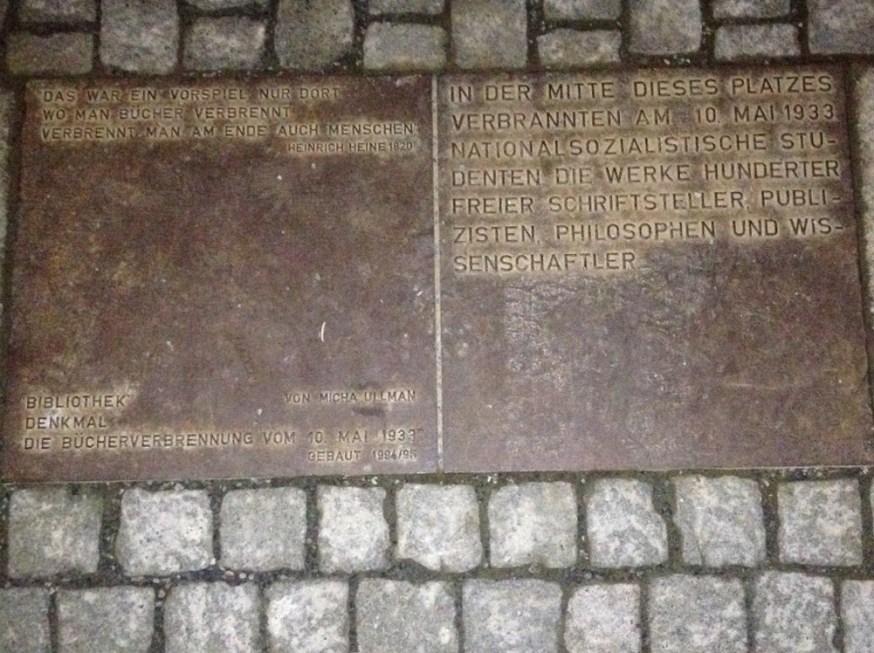 "DAS WAR EIN VORSPIEL NUR DORT
WO MAN BÜCHER VERBRENNT
VERBRENNT MAN AM ENDE AUCH MENSCHEN"
HEINRICH HEINE 1820
"BIBLIOTHEK"
VON MICHA ULLMAN
DENKMAL
DIE BÜCHERVERBRENNUNG VOM 10. MAI 1933"
GEBAUT 1994/95
IN DER MITTE DIESES PLATZES
VERBRANNTEN AM 10. MAI 1933
NATIONALSOZIALISTISCHE STU-
DENTEN DIE WERKE HUNDERTER
FREIER SCHRIFTSTELLER, PUBLI-
ZISTEN, PHILOSOPHEN UND WIS-
SENSCHAFTLER